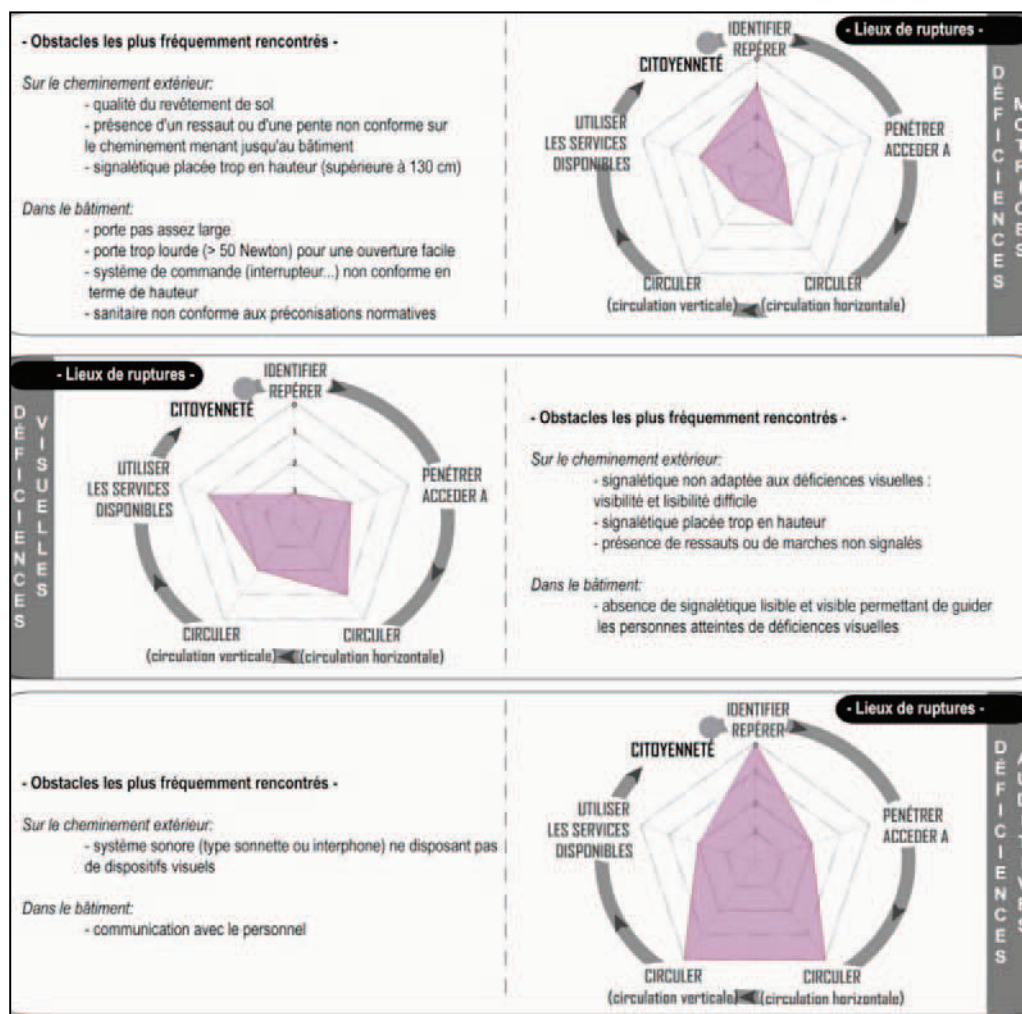 - Obstacles les plus fréquemment rencontrés -
Sur le cheminement extérieur:
- qualité du revêtement de sol
- présence d'un ressaut ou d'une pente non conforme sur
le cheminement menant jusqu'au bâtiment
- signalétique placée trop en hauteur (supérieure à 130 cm)
Dans le bâtiment:
- porte pas assez large
- porte trop lourde (> 50 Newton) pour une ouverture facile
- système de commande (interrupteur...) non conforme en
terme de hauteur
- sanitaire non conforme aux préconisations normatives
- Lieux de ruptures -
IDENTIFIER
REPÉRER
CITOYENNETÉ
UTILISER
LES SERVICES
DISPONIBLES
PENÉTRER
ACCEDER A
CIRCULER
(circulation verticale)
CIRCULER
(circulation horizontale)
DÉFICIENCES
MOTRICES
- Lieux de ruptures -
DÉFICIENCES
VISUELLES
IDENTIFIER
REPÉRER
CITOYENNETÉ
UTILISER
LES SERVICES
DISPONIBLES
PENÉTRER
ACCEDER A
CIRCULER
(circulation verticale)
CIRCULER
(circulation horizontale)
- Obstacles les plus fréquemment rencontrés -
Sur le cheminement extérieur:
- signalétique non adaptée aux déficiences visuelles :
visibilité et lisibilité difficile
- signalétique placée trop en hauteur
- présence de ressauts ou de marches non signalés
Dans le bâtiment:
- absence de signalétique lisible et visible permettant de guider
les personnes atteintes de déficiences visuelles
- Obstacles les plus fréquemment rencontrés -
Sur le cheminement extérieur:
- système sonore (type sonnette ou interphone) ne disposant pas
de dispositifs visuels
Dans le bâtiment:
- communication avec le personnel
- Lieux de ruptures -
IDENTIFIER
REPÉRER
CITOYENNETÉ
UTILISER
LES SERVICES
DISPONIBLES
PENÉTRER
ACCEDER A
CIRCULER
(circulation verticale)
CIRCULER
(circulation horizontale)
DÉFICIENCES
AUDITIVES